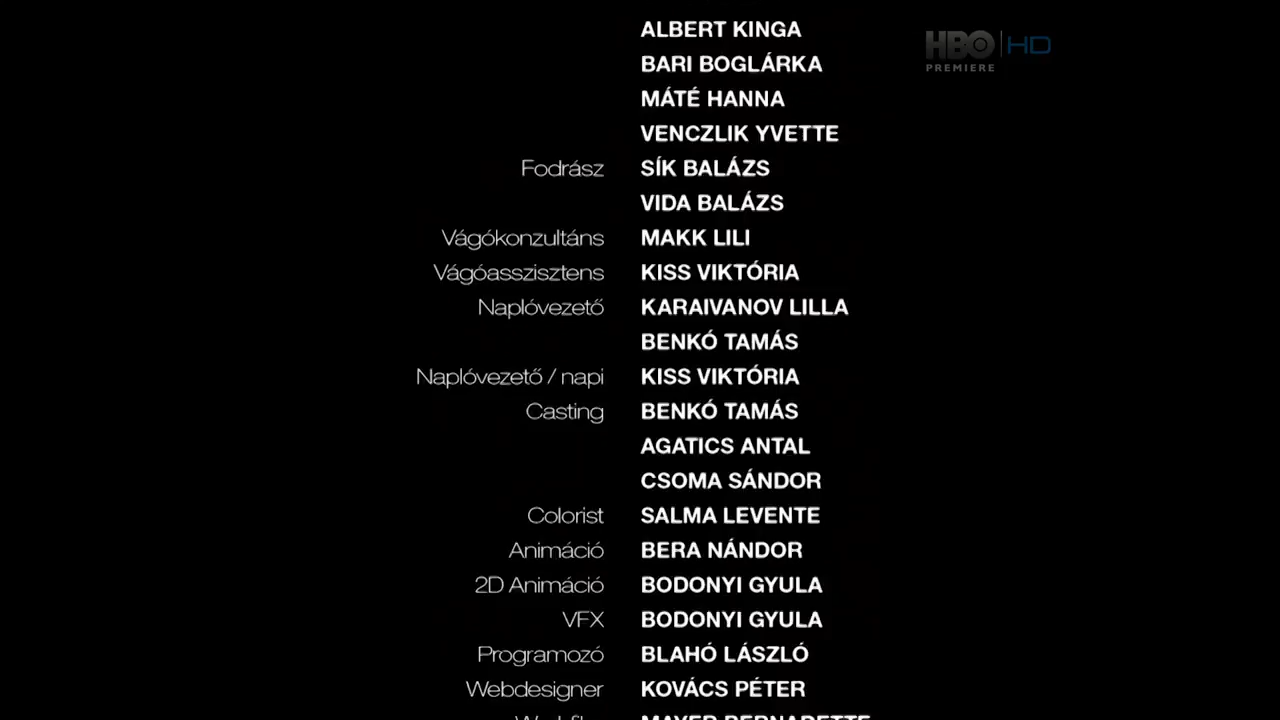 ALBERT KINGA
HBO HD
PREMIERE
BARI BOGLÁRKA
MÁTÉ HANNA
VENCZLIK YVETTE
Fodrász SÍK BALÁZS
VIDA BALÁZS
Vágókonzultáns MAKK LILI
Vágóasszisztens KISS VIKTÓRIA
Naplóvezető KARAIVANOV LILLA
BENKÓ TAMÁS
Naplóvezető / napi KISS VIKTÓRIA
Casting BENKÓ TAMÁS
AGATICS ANTAL
CSOMA SÁNDOR
Colorist SALMA LEVENTE
Animáció BERA NÁNDOR
2D Animáció BODONYI GYULA
VFX BODONYI GYULA
Programozó BLAHÓ LÁSZLÓ
Webdesigner KOVÁCS PÉTER
MAYER BERNADETTE